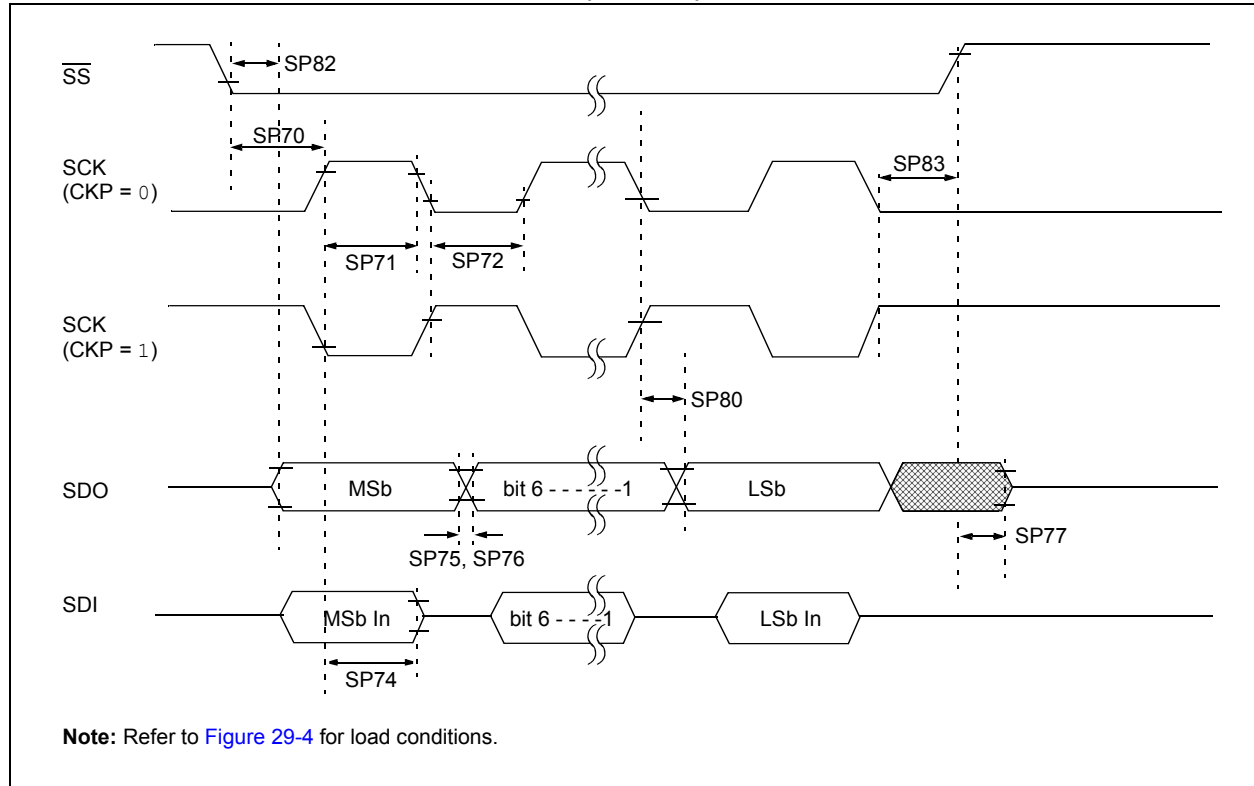 SS
SP82
SP70
SCK
(CKP = 0)
SP83
SP71
SP72
SCK
(CKP = 1)
SP80
SDO
MSb
bit 6 - - - - - -1
LSb
SP77
SP75, SP76
SDI
MSb In
bit 6 - - - -1
LSb In
SP74
Note: Refer to Figure 29-4 for load conditions.